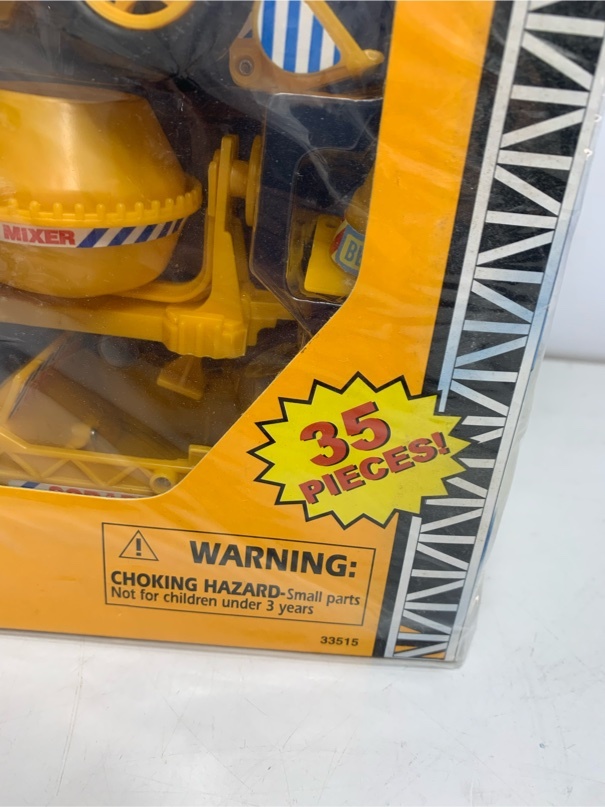 MIXER
35
PIECES!
WARNING:
CHOKING HAZARD-Small parts
Not for children under 3 years
33515